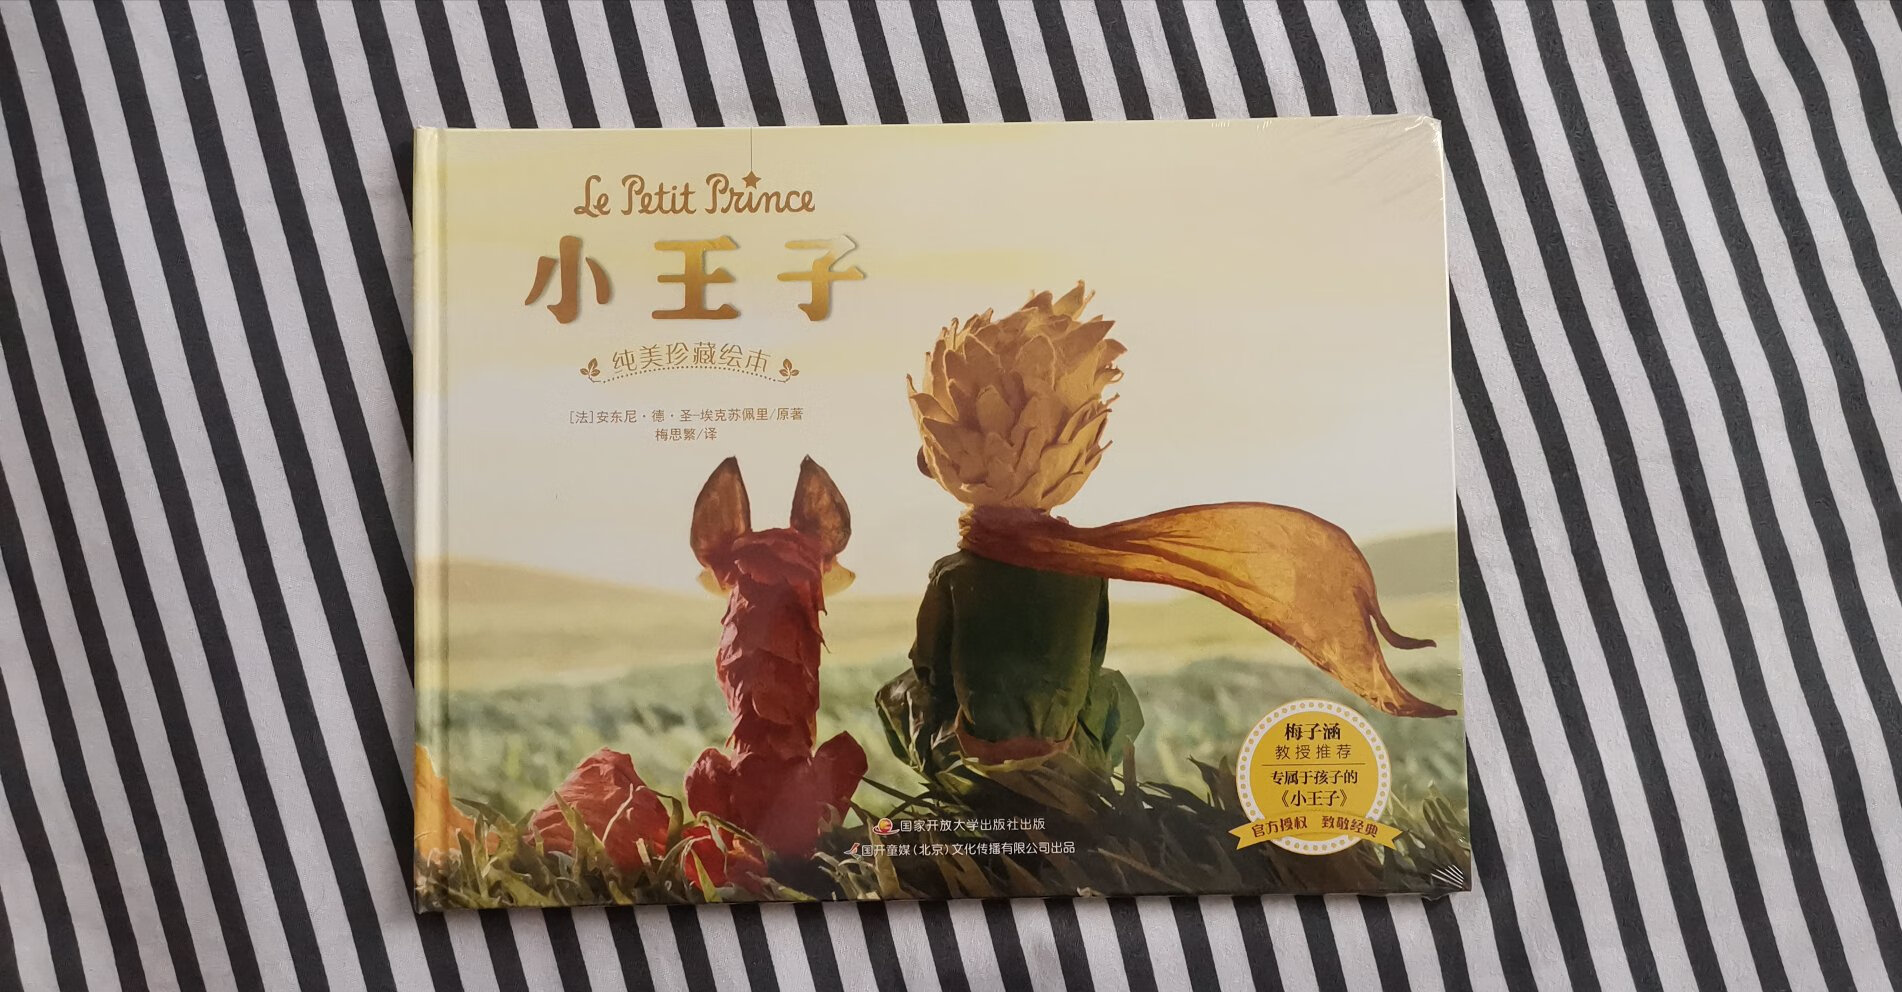 Le Petit Prince
小王子
纯美珍藏绘本
[法]安东尼·德·圣-埃克苏佩里/原著
梅思繁/译
梅子涵
教授推荐
专属于孩子的
《小王子》
官方授权 致敬经典
国家开放大学出版社出版
国开童媒（北京）文化传播有限公司出品